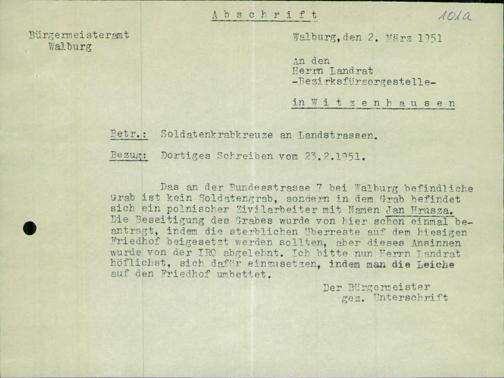 Abschrift
101a
Bürgermeisteramt
Walburg
Walburg, den 2. März 1951
An den
Herrn Landrat
-Bezirksfürsorgestelle-
in Witzenhausen
Betr.: Soldatenkrabkreuze an Landstrassen.
Bezug: Dortiges Schreiben vom 23.2.1951.
Das an der Bundesstrasse 7 bei Walburg befindliche
Grab ist kein Soldatengrab, sondern in dem Grab befindet
sich ein polnischer Zivilarbeiter mit Namen Jan Hrusza.
Die Beseitigung des Grabes wurde von hier schon einmal be-
antragt, indem die sterblichen Überreste auf dem hiesigen
Friedhof beigesetzt werden sollten, aber dieses Ansinnen
wurde von der IRO abgelehnt. Ich bitte nun Herrn Landrat
höflichst, sich dafür einzusetzen, indem man die Leiche
auf den Friedhof umbettet.
Der Bürgermeister
gez. Unterschrift